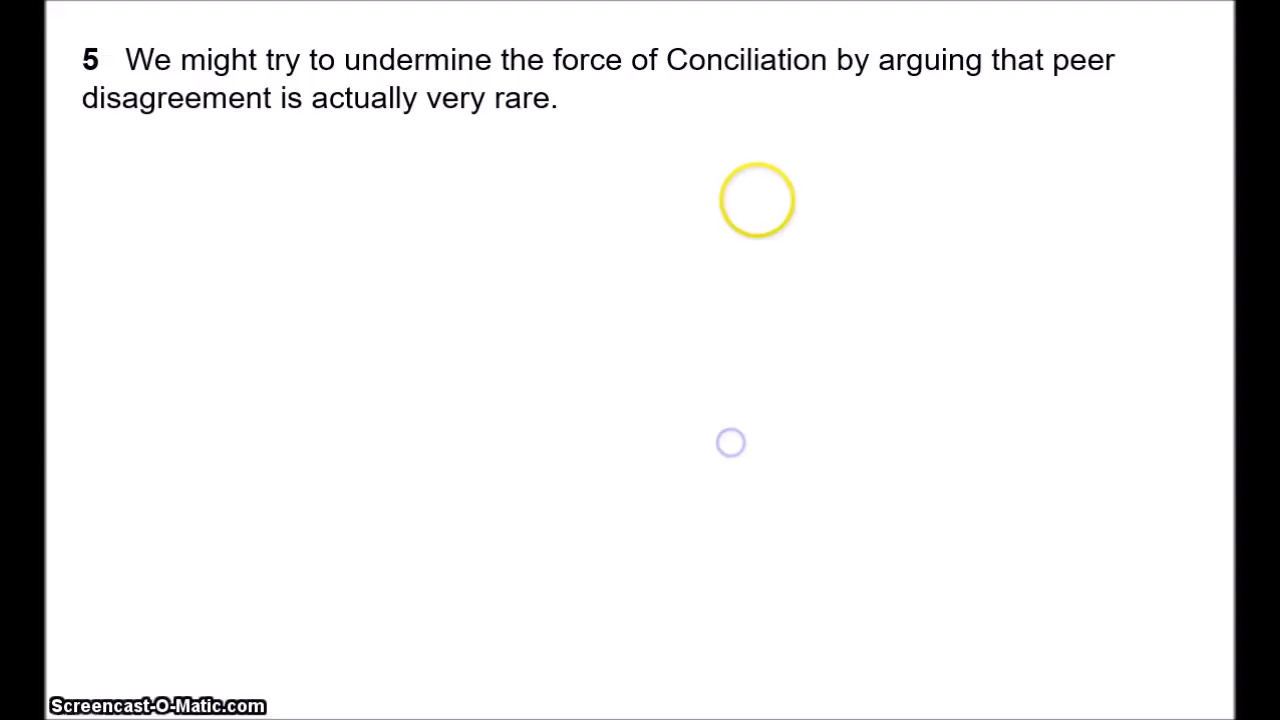 5 We might try to undermine the force of Conciliation by arguing that peer
disagreement is actually very rare.
Screencast-O-Matic.com